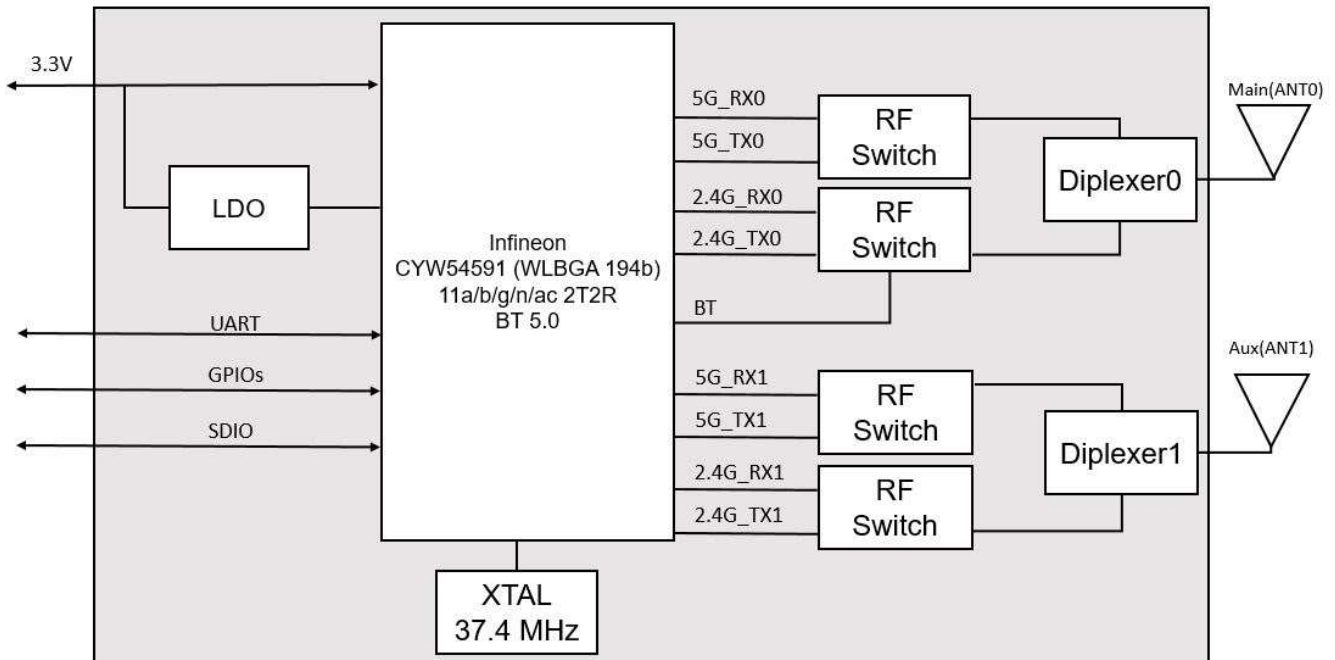 3.3V
LDO
UART
GPIOs
SDIO
Infineon
CYW54591 (WLBGA 194b)
11a/b/g/n/ac 2T2R
BT 5.0
XTAL
37.4 MHz
5G_RX0
5G_TX0
2.4G_RX0
2.4G_TX0
BT
5G_RX1
5G_TX1
2.4G_RX1
2.4G_TX1
RF
Switch
RF
Switch
RF
Switch
RF
Switch
Diplexer0
Diplexer1
Main(ANT0)
Aux(ANT1)